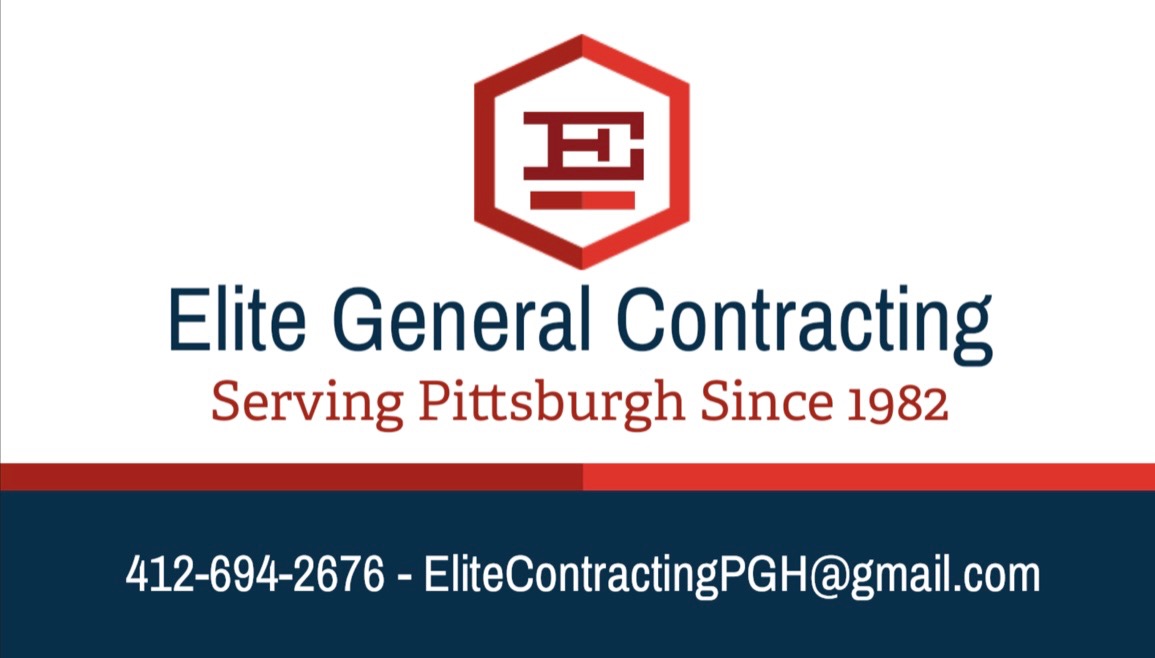 E
Elite General Contracting
Serving Pittsburgh Since 1982
412-694-2676 - EliteContractingPGH@gmail.com